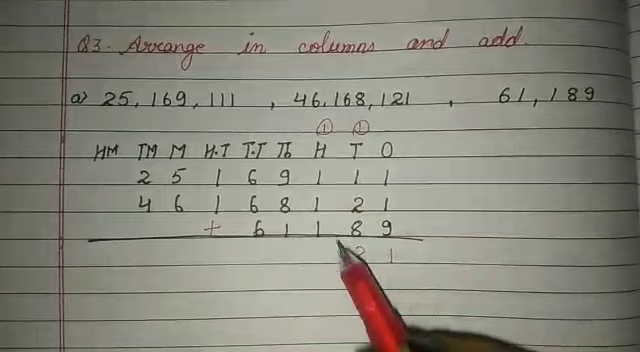 Q3. Arrange in columns and add.
a) 25,169,111 , 46,168,121 , 61,189
① ①
HM TM M H.T T.T Th H T O
2 5 1 6 9 1 1 1
4 6 1 6 8 1 2 1
+ 6 1 1 8 9
2 1